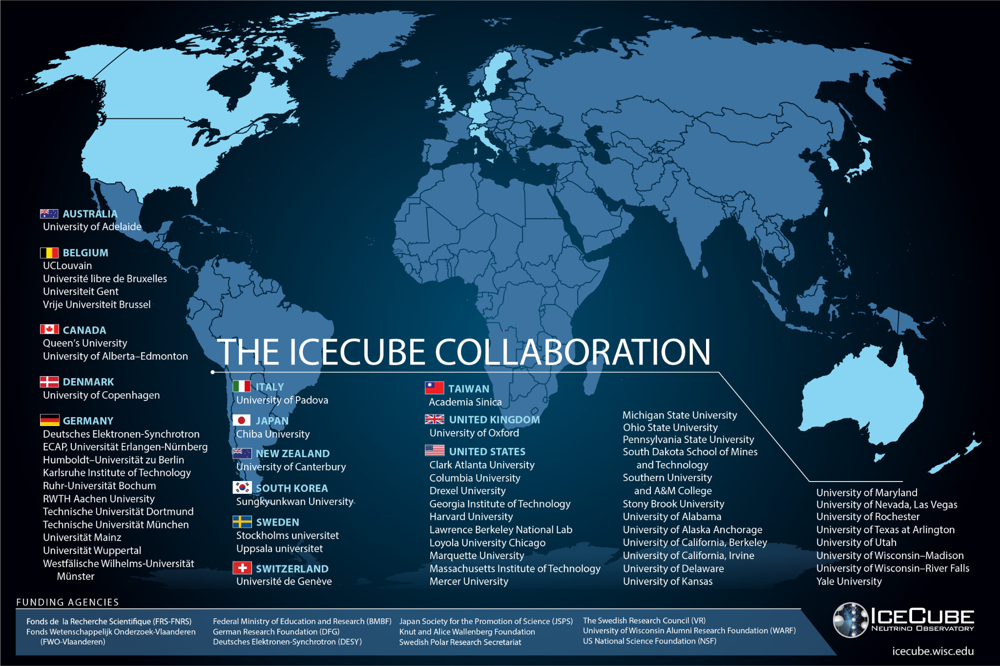 THE ICECUBE COLLABORATION
AUSTRALIA
University of Adelaide
BELGIUM
UCLouvain
Université libre de Bruxelles
Universiteit Gent
Vrije Universiteit Brussel
CANADA
Queen's University
University of Alberta–Edmonton
DENMARK
University of Copenhagen
GERMANY
Deutsches Elektronen-Synchrotron
ECAP, Universität Erlangen-Nürnberg
Humboldt–Universität zu Berlin
Karlsruhe Institute of Technology
Ruhr-Universität Bochum
RWTH Aachen University
Technische Universität Dortmund
Technische Universität München
Universität Mainz
Universität Wuppertal
Westfälische Wilhelms-Universität
Münster
ITALY
University of Padova
JAPAN
Chiba University
NEW ZEALAND
University of Canterbury
SOUTH KOREA
Sungkyunkwan University
SWEDEN
Stockholms universitet
Uppsala universitet
SWITZERLAND
Université de Genève
TAIWAN
Academia Sinica
UNITED KINGDOM
University of Oxford
UNITED STATES
Clark Atlanta University
Columbia University
Drexel University
Georgia Institute of Technology
Harvard University
Lawrence Berkeley National Lab
Loyola University Chicago
Marquette University
Massachusetts Institute of Technology
Mercer University
Michigan State University
Ohio State University
Pennsylvania State University
South Dakota School of Mines
and Technology
Southern University
and A&M College
Stony Brook University
University of Alabama
University of Alaska Anchorage
University of California, Berkeley
University of California, Irvine
University of Delaware
University of Kansas
University of Maryland
University of Nevada, Las Vegas
University of Rochester
University of Texas at Arlington
University of Utah
University of Wisconsin–Madison
University of Wisconsin–River Falls
Yale University
FUNDING AGENCIES
Fonds de la Recherche Scientifique (FRS-FNRS)
Fonds Wetenschappelijk Onderzoek-Vlaanderen
(FWO-Vlaanderen)
Federal Ministry of Education and Research (BMBF)
German Research Foundation (DFG)
Deutsches Elektronen-Synchrotron (DESY)
Japan Society for the Promotion of Science (JSPS)
Knut and Alice Wallenberg Foundation
Swedish Polar Research Secretariat
The Swedish Research Council (VR)
University of Wisconsin Alumni Research Foundation (WARF)
US National Science Foundation (NSF)
ICECUBE
NEUTRINO OBSERVATORY
icecube.wisc.edu